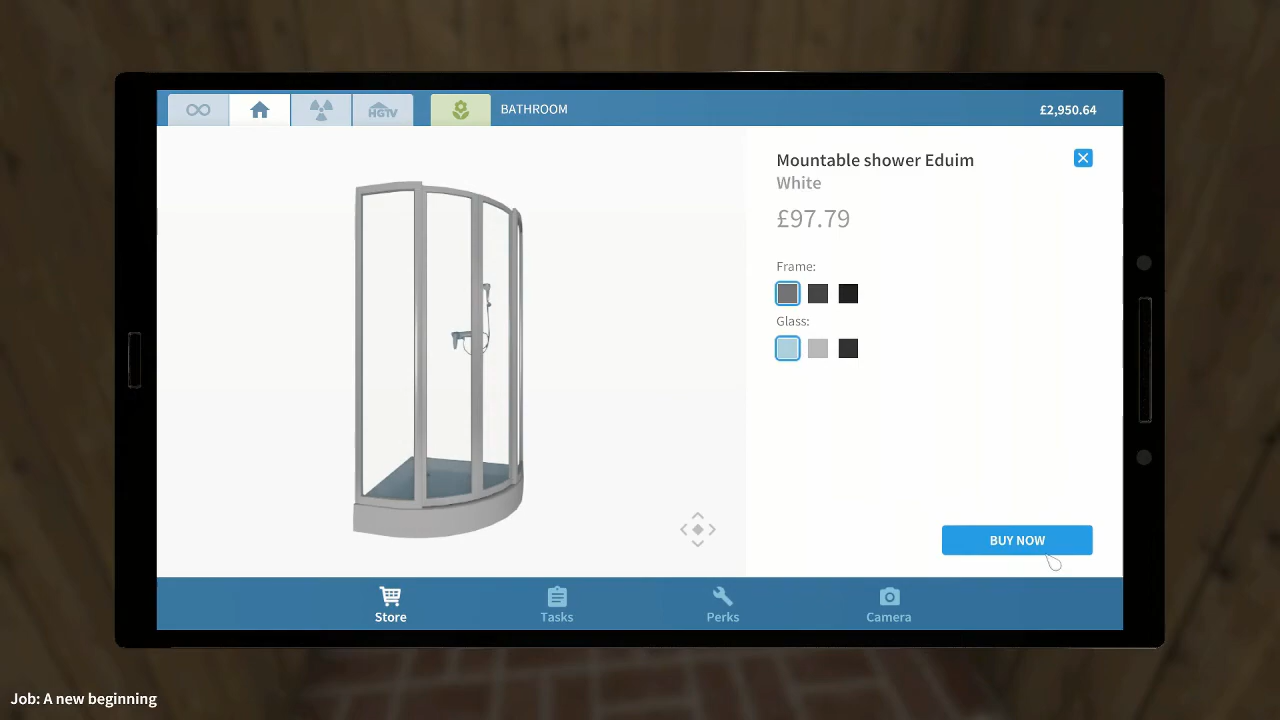 HGTV
BATHROOM
£2,950.64
Mountable shower Eduim
White
£97.79
Frame:
Glass:
BUY NOW
Store
Tasks
Perks
Camera
Job: A new beginning